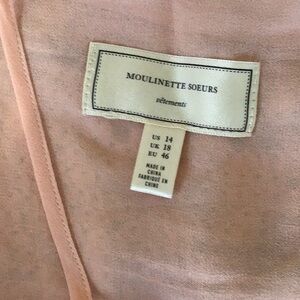 MOULINETTE SOEURS
vêtements
US 14
UK 18
EU 46
MADE IN
CHINA
FABRIQUÉ EN
CHINE